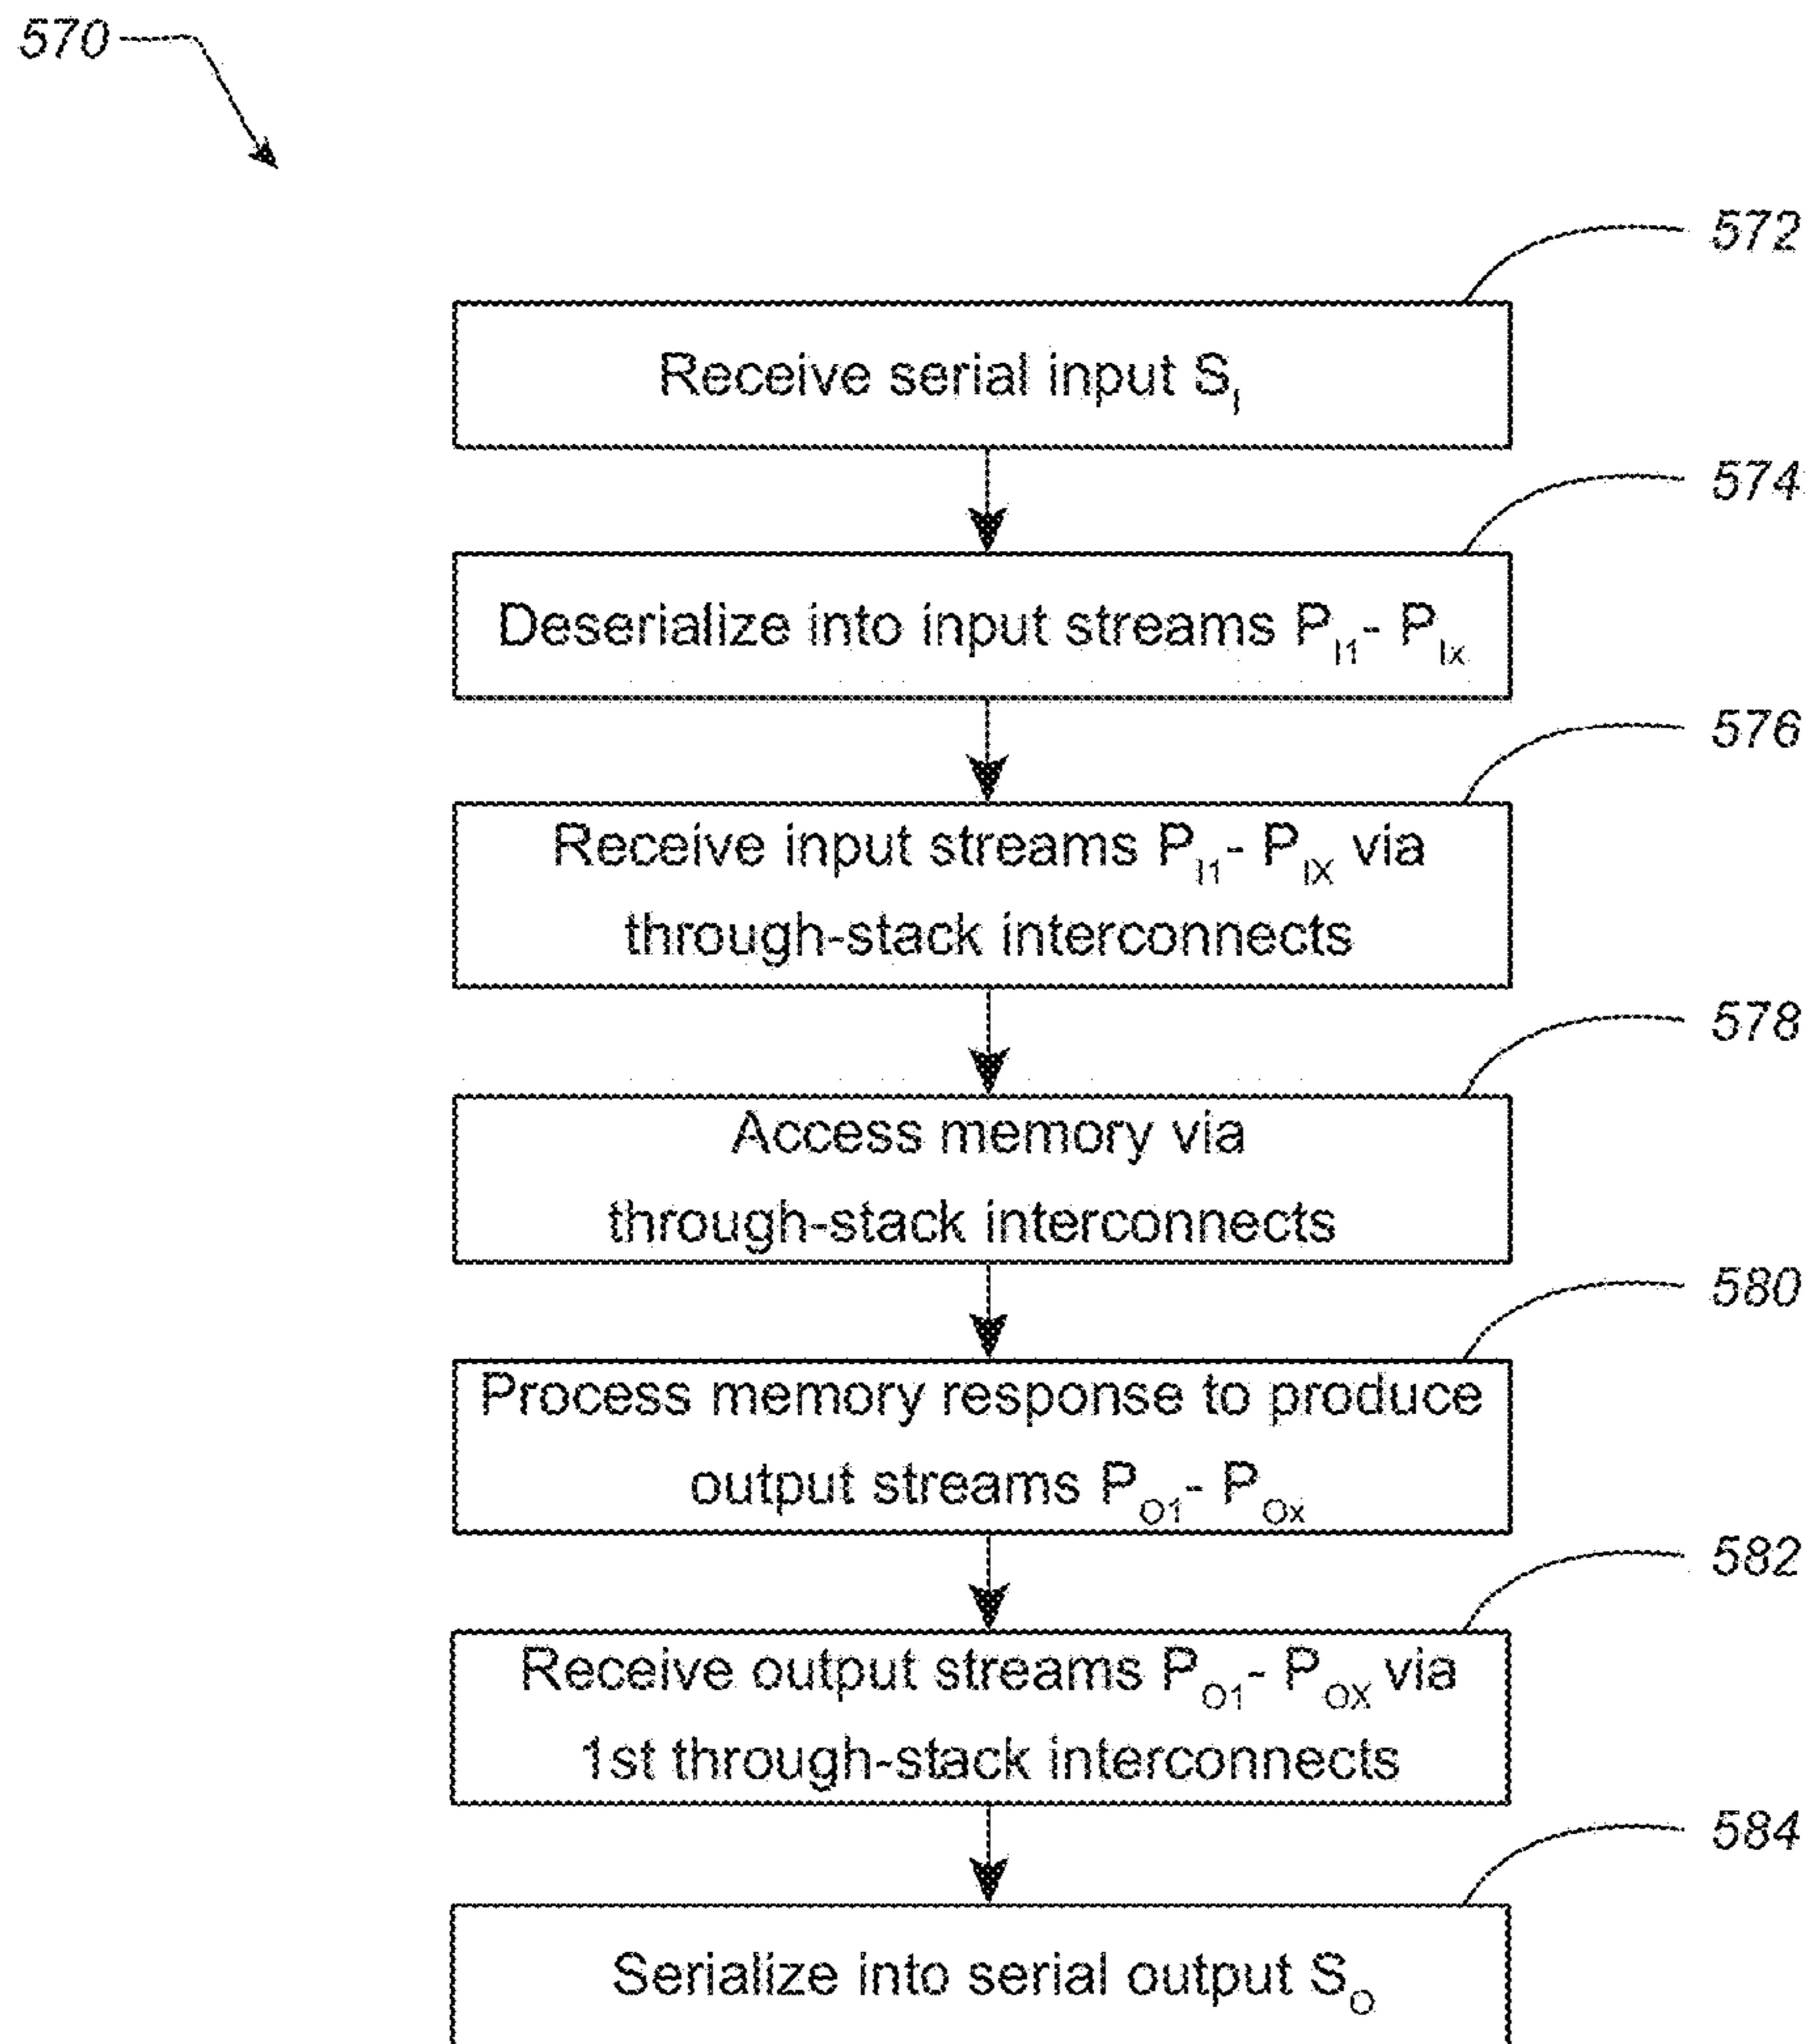 570
572
Receive serial input S_I
574
Deserialize into input streams P_I1- P_Ix
576
Receive input streams P_I1- P_IX via
through-stack interconnects
578
Access memory via
through-stack interconnects
580
Process memory response to produce
output streams P_O1- P_Ox
582
Receive output streams P_O1- P_OX via
1st through-stack interconnects
584
Serialize into serial output S_O